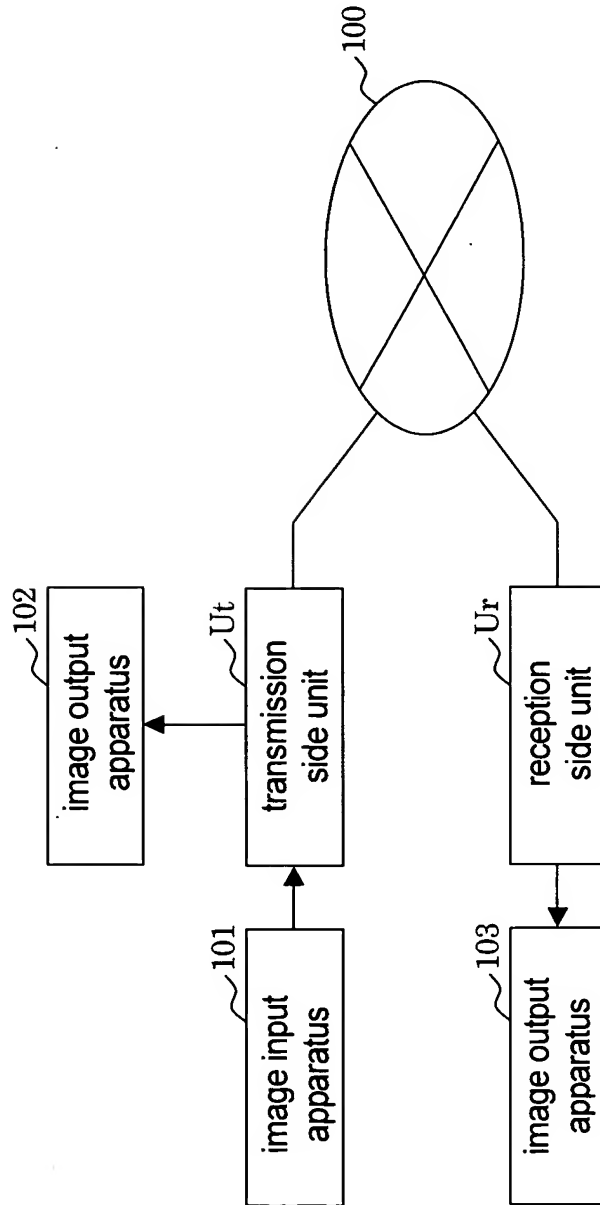 102
image output
apparatus
101
image input
apparatus
Ut
transmission
side unit
100
103
image output
apparatus
Ur
reception
side unit